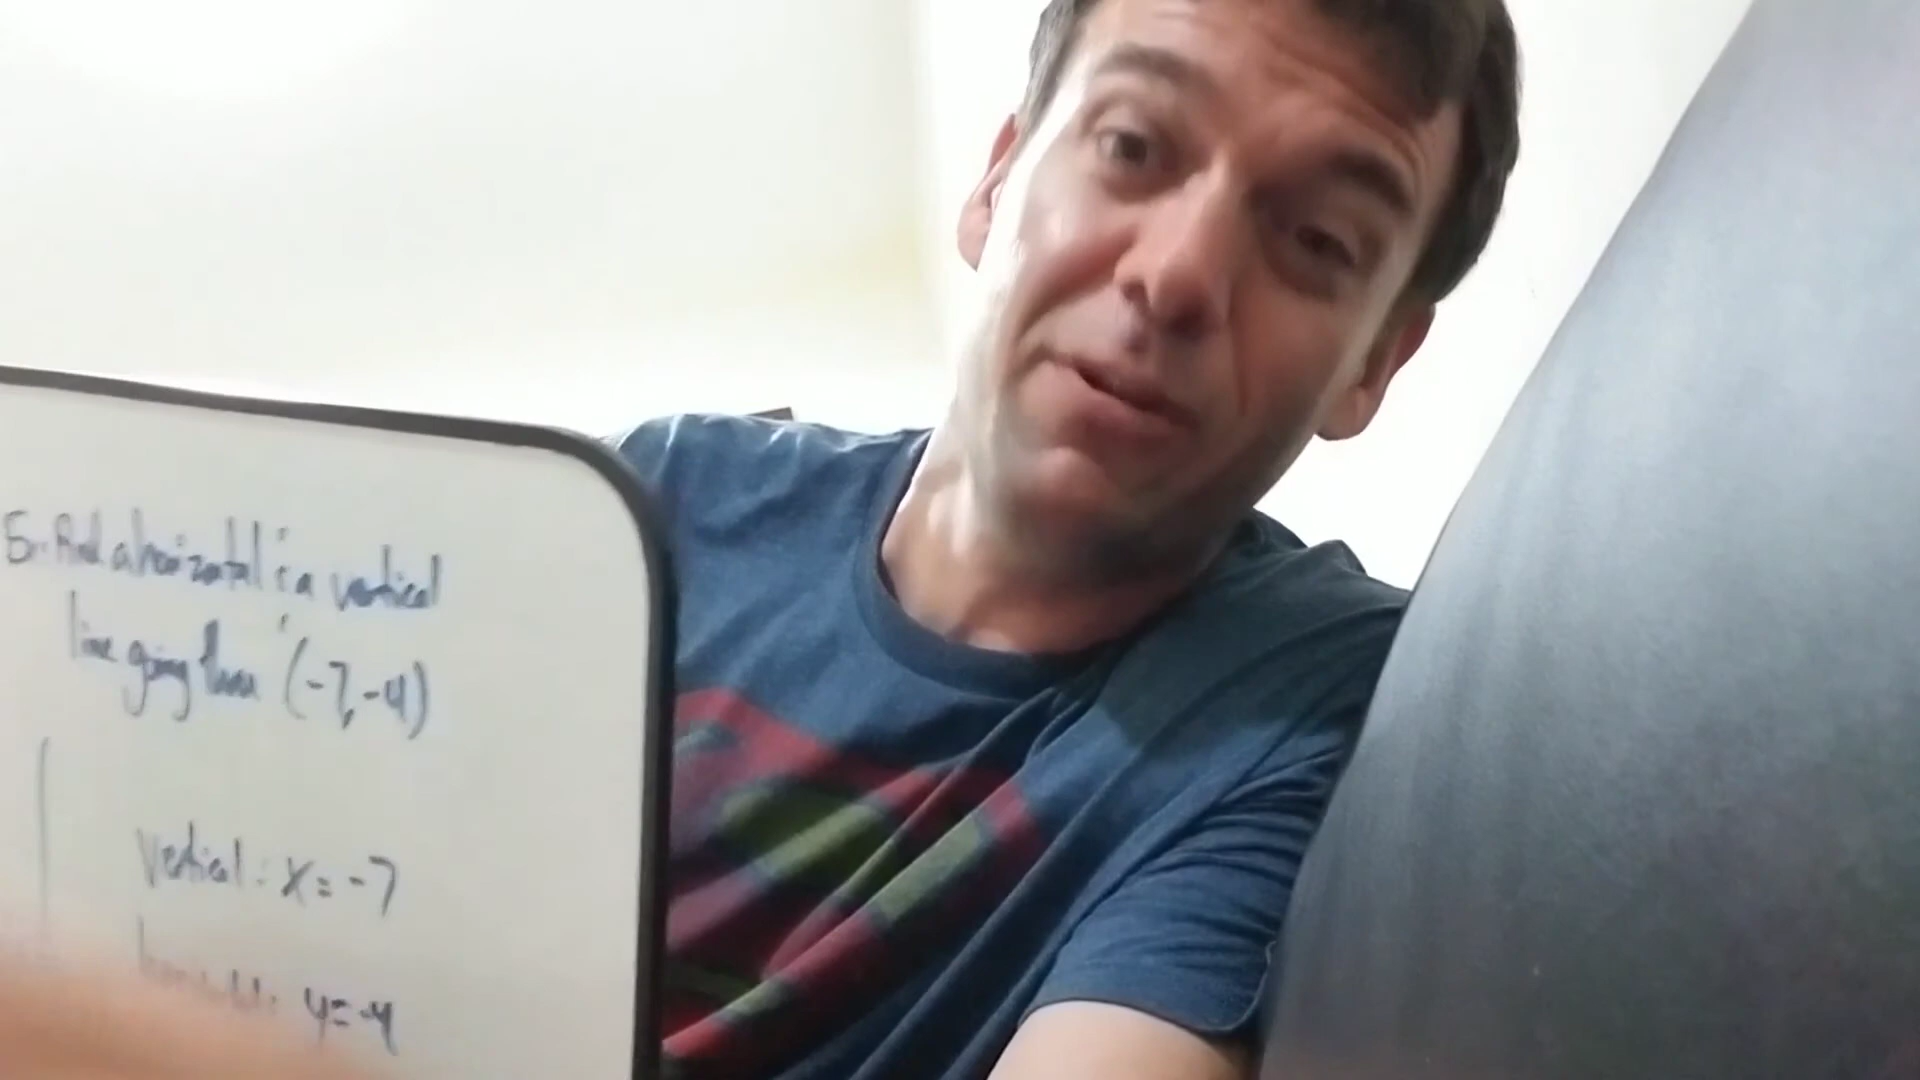 Ex. Find a horizontal & a vertical
line going thru (-7,-4)
Vertical: x = -7
y = -4